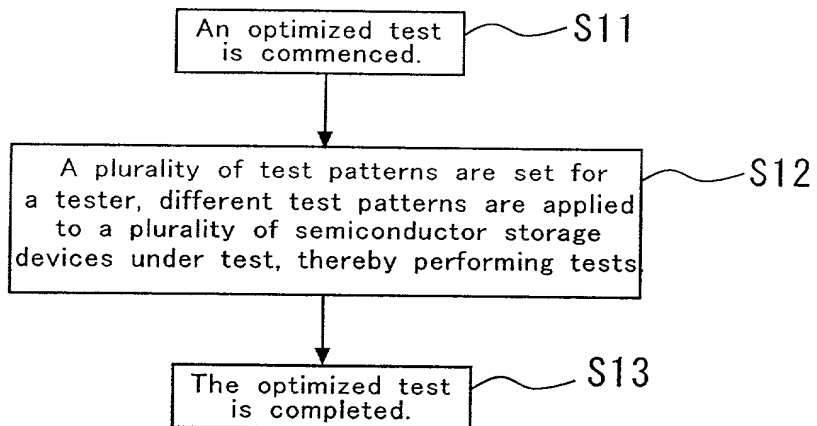 An optimized test
is commenced.
S11
A plurality of test patterns are set for
a tester, different test patterns are applied
to a plurality of semiconductor storage
devices under test, thereby performing tests
S12
The optimized test
is completed.
S13